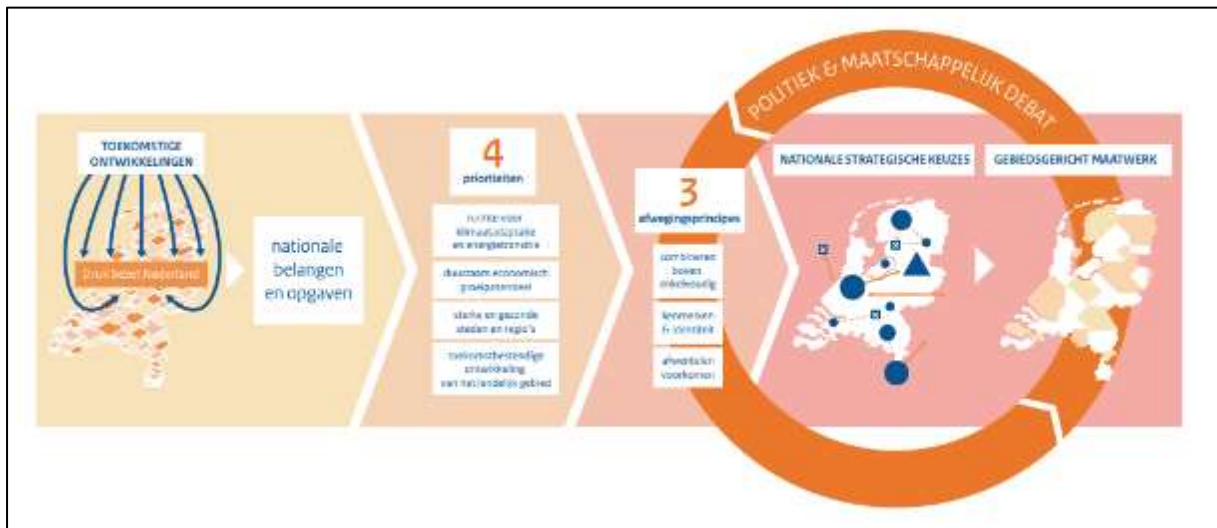 POLITIEK & MAATSCHAPPELIJK DEBAT
TOEKOMSTIGE
ONTWIKKELINGEN
Druk bezet Nederland
nationale
belangen
en opgaven
4
prioriteiten
ruimte voor
klimaatadaptatie
en energietransitie
duurzaam economisch
groeipotentieel
sterke en gezonde
steden en regio's
toekomstbestendige
ontwikkeling
van het landelijk gebied
3
afwegingsprincipes
combineren
boven
enkelvoudig
kenmerken
& identiteit
afwentelen
voorkomen
NATIONALE STRATEGISCHE KEUZES
GEBIEDSGERICHT MAATWERK